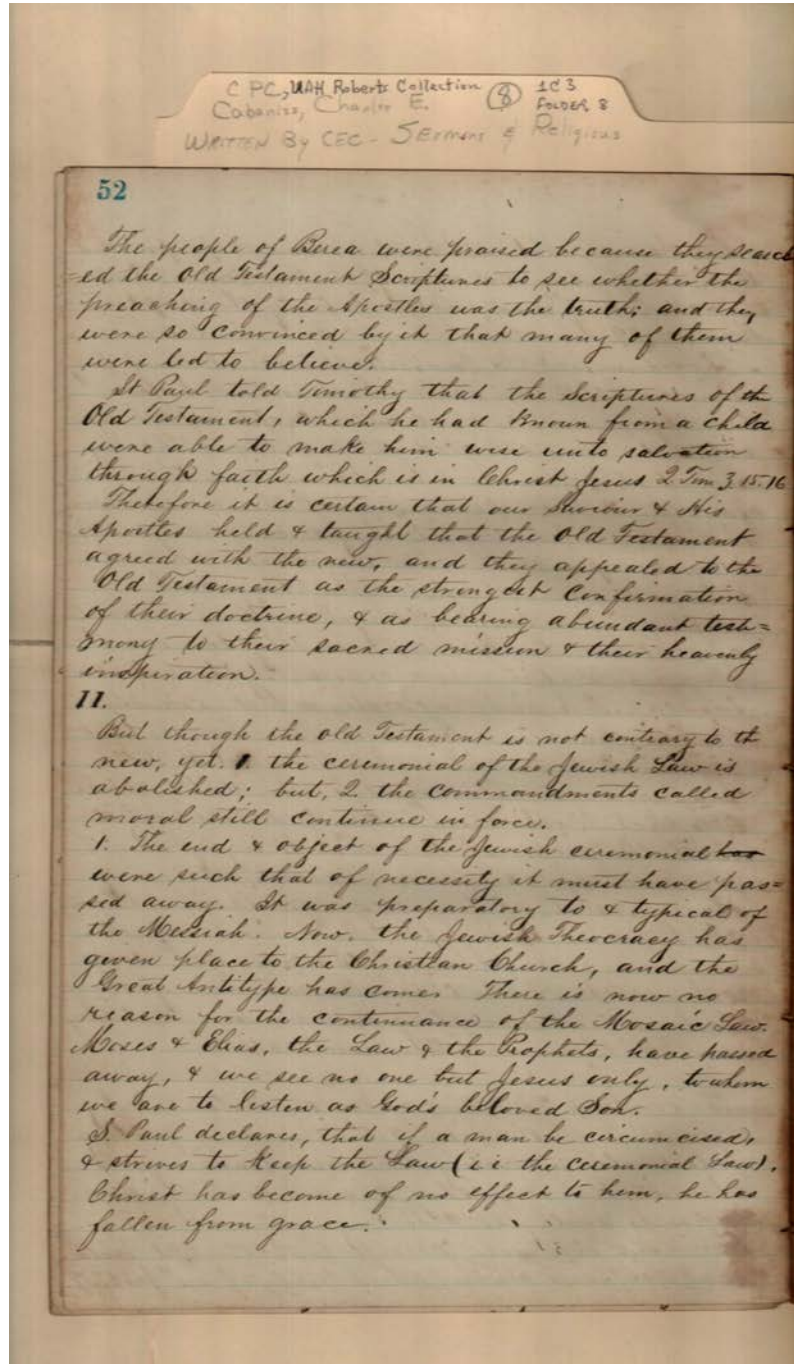 C PC, UAH Roberts Collection (8) 1C3
Cabaniss, Charles E. FOLDER 8
WRITTEN By CEC - SERMONS & Religious
52
The people of Berea were praised because they search
=ed the Old Testament Scriptures to see whether the
preaching of the Apostles was the truth; and they
were so convinced by it that many of them
were led to believe.
St Paul told Timothy that the Scriptures of the
Old Testament, which he had known from a child
were able to make him wise unto salvation
through faith which is in Christ Jesus 2 Tim 3.15.16
Therefore it is certain that our Saviour & His
Apostles held & taught that the Old Testament
agreed with the new, and they appealed to the
Old Testament as the strongest Confirmation
of their doctrine, & as bearing abundant testi=
mony to their sacred mission & their heavenly
inspiration.
11.
But though the old Testament is not contrary to th
new, yet. 1. the ceremonial of the Jewish Law is
abolished; but, 2. the commandments called
moral still continue in force.
1. The end & object of the Jewish ceremonial has
were such that of necessity it must have pas=
sed away. It was preparatory to & typical of
the Messiah. Now. the Jewish Theocracy has
given place to the Christian Church, and the
Great Antitype has come. There is now no
reason for the continuance of the Mosaic Law.
Moses & Elias, the Law & the Prophets, have passed
away, & we see no one but Jesus only, to whom
we are to listen as God's beloved Son.
S. Paul declares, that if a man be circumcised,
& strives to keep the Law (i e the ceremonial Law),
Christ has become of no effect to him, he has
fallen from grace.